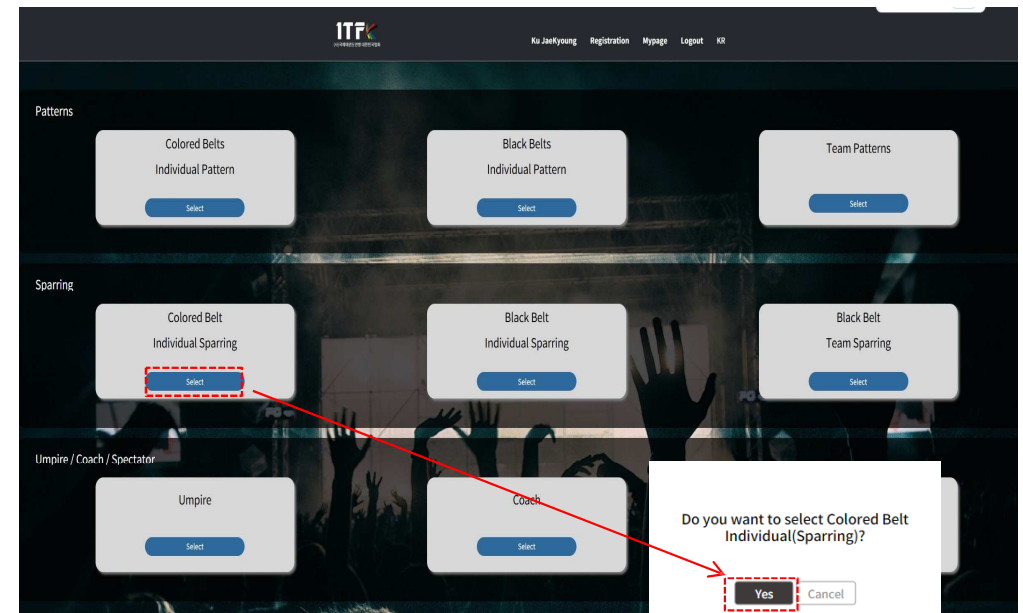 ITFK
Ku JaeKyoung Registration Mypage Logout KR
Patterns
Colored Belts
Individual Pattern
Select
Black Belts
Individual Pattern
Select
Team Patterns
Select
Sparring
Colored Belt
Individual Sparring
Select
Black Belt
Individual Sparring
Select
Black Belt
Team Sparring
Select
Umpire / Coach / Spectator
Umpire
Select
Coach
Select
Do you want to select Colored Belt
Individual(Sparring)?
Yes Cancel